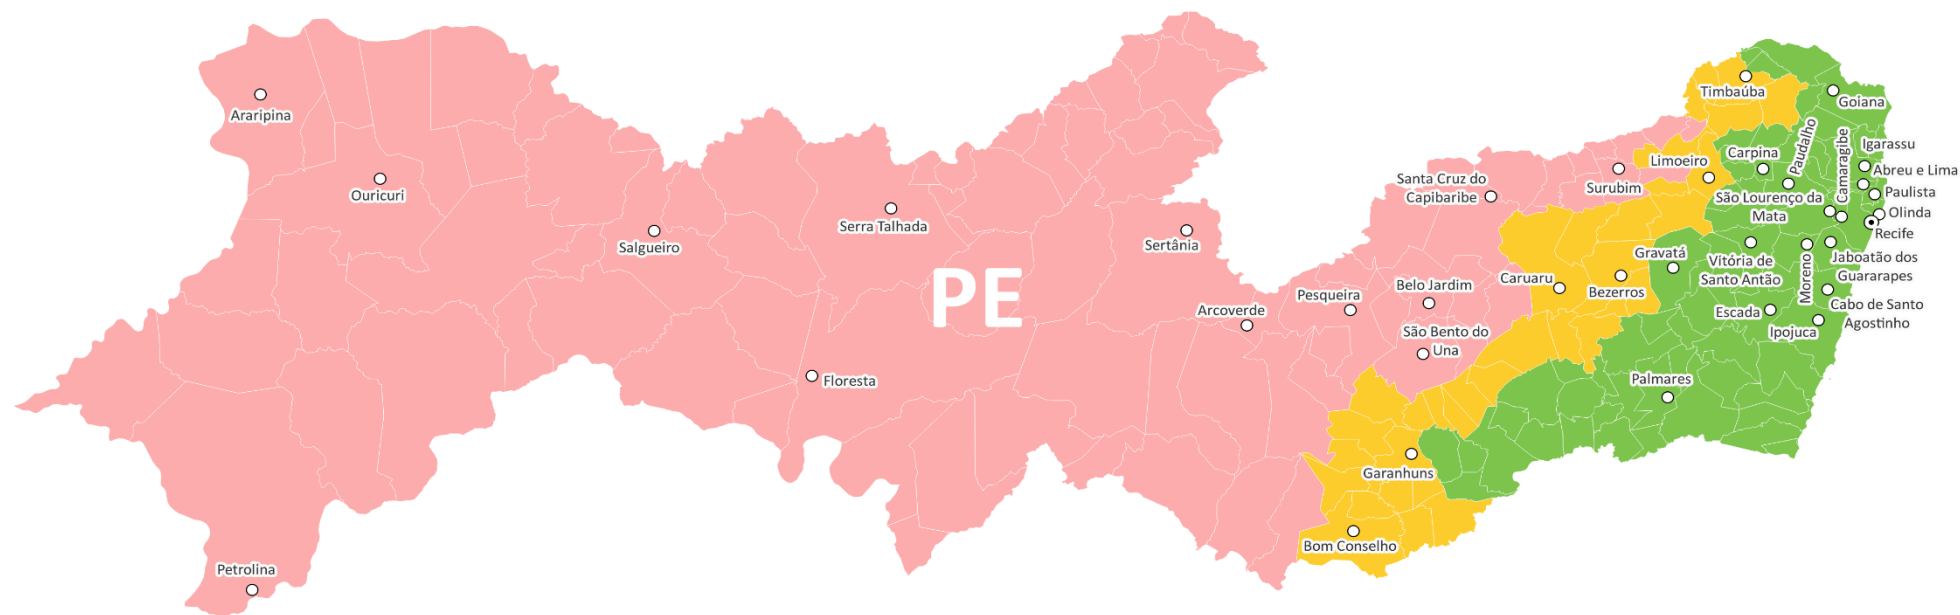 Araripina
Ouricuri
Salgueiro
Serra Talhada
Floresta
Petrolina
PE
Sertânia
Arcoverde
Pesqueira
Belo Jardim
São Bento do
Una
Santa Cruz do
Capibaribe
Surubim
Limoeiro
Timbaúba
Carpina
Paudalho
Camaragibe
Goiana
Igarassu
Abreu e Lima
Paulista
Olinda
Recife
São Lourenço da
Mata
Jaboatão dos
Guararapes
Moreno
Vitória de
Santo Antão
Gravatá
Caruaru
Bezerros
Cabo de Santo
Agostinho
Escada
Ipojuca
Palmares
Garanhuns
Bom Conselho